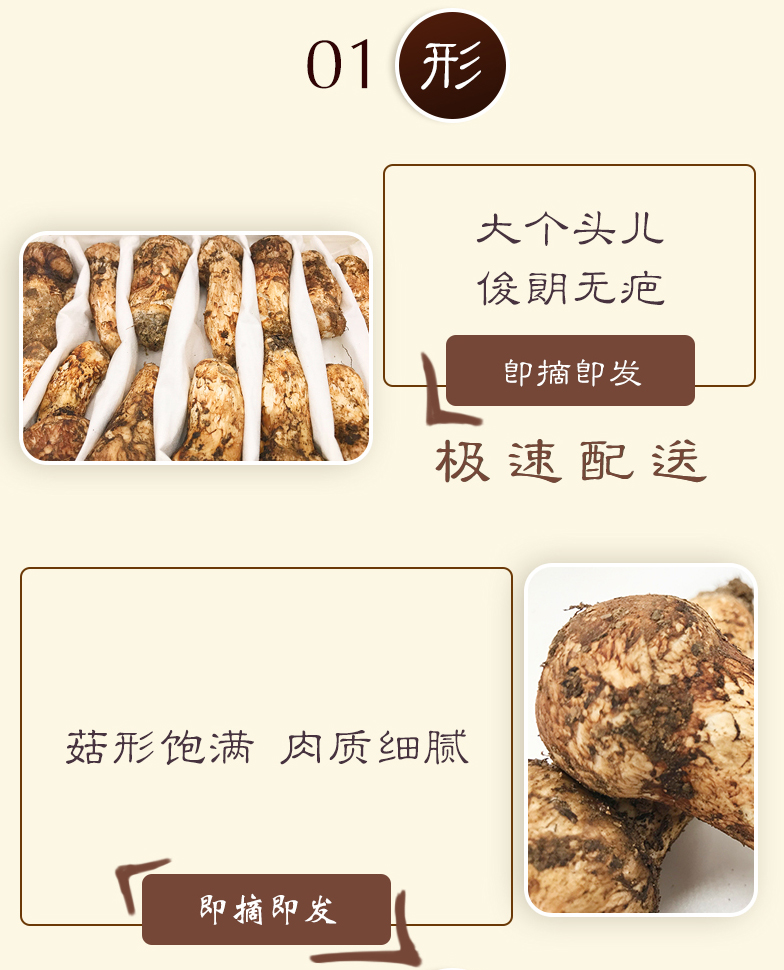 01 形
大个头儿
俊朗无疤
即摘即发
极速配送
菇形饱满 肉质细腻
即摘即发